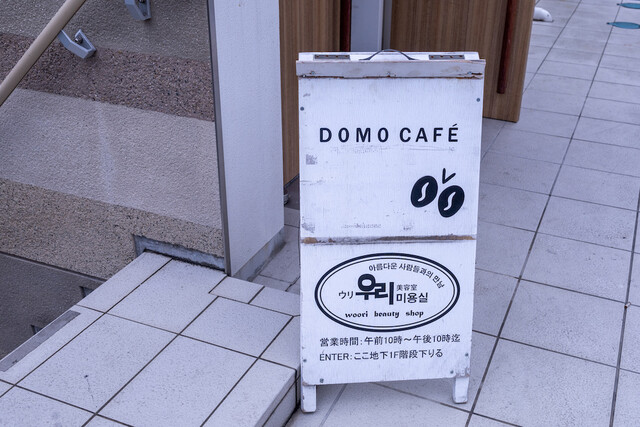 DOMO CAFÉ
아름다운 사람들과의 만남
ウリ 우리 美容室 미용실
woori beauty shop
営業時間:午前10時〜午後10時迄
ENTER:ここ地下1F階段下りる